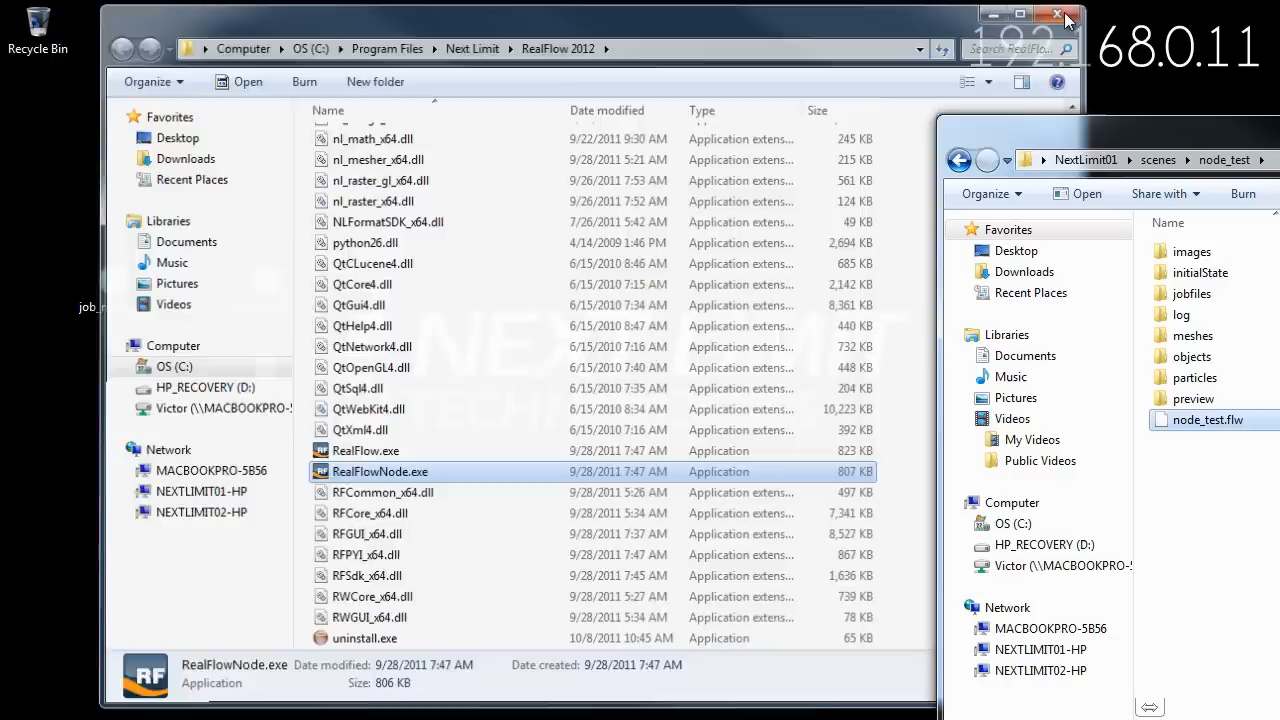 Recycle Bin
192.168.0.11
Computer
OS (C:)
Program Files
Next Limit
RealFlow 2012
Search RealFlo...
Organize
Open
Burn
New folder
Name
Date modified
Type
Size
Favorites
Desktop
Downloads
Recent Places
Libraries
Documents
Music
Pictures
Videos
Computer
OS (C:)
HP_RECOVERY (D:)
Victor (\\MACBOOKPRO-5
Network
MACBOOKPRO-5B56
NEXTLIMIT01-HP
NEXTLIMIT02-HP
nl_math_x64.dll 9/22/2011 9:30 AM Application extens... 245 KB
nl_mesher_x64.dll 9/28/2011 5:21 AM Application extens... 215 KB
nl_raster_gl_x64.dll 9/26/2011 7:53 AM Application extens... 561 KB
nl_raster_x64.dll 9/26/2011 7:52 AM Application extens... 124 KB
NLFormatSDK_x64.dll 7/26/2011 5:42 AM Application extens... 49 KB
python26.dll 4/14/2009 1:46 PM Application extens... 2,694 KB
QtCLucene4.dll 6/15/2010 8:46 AM Application extens... 685 KB
QtCore4.dll 6/15/2010 7:15 AM Application extens... 2,142 KB
QtGui4.dll 6/15/2010 7:34 AM Application extens... 8,361 KB
QtHelp4.dll 6/15/2010 8:47 AM Application extens... 440 KB
QtNetwork4.dll 6/15/2010 7:16 AM Application extens... 732 KB
QtOpenGL4.dll 6/15/2010 7:40 AM Application extens... 448 KB
QtSql4.dll 6/15/2010 7:35 AM Application extens... 204 KB
QtWebKit4.dll 6/15/2010 8:34 AM Application extens... 10,223 KB
QtXml4.dll 6/15/2010 7:16 AM Application extens... 392 KB
RealFlow.exe 9/28/2011 7:47 AM Application 823 KB
RealFlowNode.exe 9/28/2011 7:47 AM Application 807 KB
RFCommon_x64.dll 9/28/2011 5:26 AM Application extens... 497 KB
RFCore_x64.dll 9/28/2011 5:34 AM Application extens... 7,341 KB
RFGUI_x64.dll 9/28/2011 7:37 AM Application extens... 8,527 KB
RFPYI_x64.dll 9/28/2011 7:47 AM Application extens... 867 KB
RFSdk_x64.dll 9/28/2011 7:45 AM Application extens... 1,636 KB
RWCore_x64.dll 9/28/2011 5:27 AM Application extens... 739 KB
RWGUI_x64.dll 9/28/2011 5:34 AM Application extens... 78 KB
uninstall.exe 10/8/2011 10:45 AM Application 65 KB
RealFlowNode.exe Date modified: 9/28/2011 7:47 AM Date created: 9/28/2011 7:47 AM
Application Size: 806 KB
RF
NEXT LIMIT
job_r
NextLimit01
scenes
node_test
Organize
Open
Share with
Burn
Name
Favorites
Desktop
Downloads
Recent Places
Libraries
Documents
Music
Pictures
Videos
My Videos
Public Videos
Computer
OS (C:)
HP_RECOVERY (D:)
Victor (\\MACBOOKPRO-5
Network
MACBOOKPRO-5B56
NEXTLIMIT01-HP
NEXTLIMIT02-HP
images
initialState
jobfiles
log
meshes
objects
particles
preview
node_test.flw